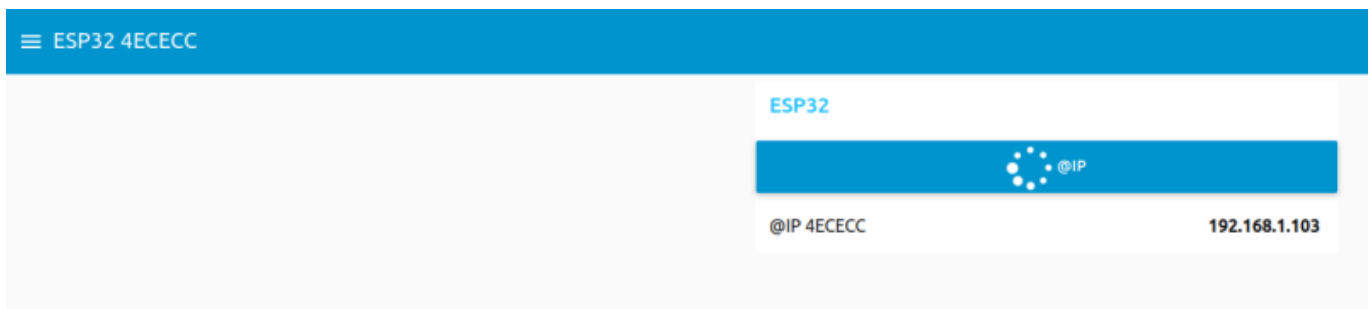 ESP32 4ECECC
ESP32
@IP
@IP 4ECECC 192.168.1.103